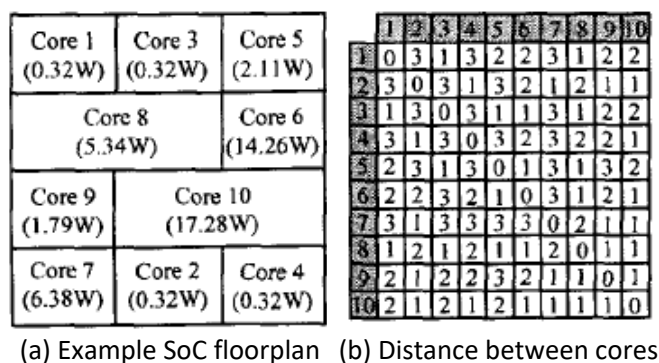 Core 1 Core 3 Core 5
(0.32W) (0.32W) (2.11W)
Core 8 Core 6
(5.34W) (14.26W)
Core 9 Core 10
(1.79W) (17.28W)
Core 7 Core 2 Core 4
(6.38W) (0.32W) (0.32W)
(a) Example SoC floorplan
1 2 3 4 5 6 7 8 9 10
1 0 3 1 3 2 2 3 1 2 2
2 3 0 3 1 3 2 1 2 1 1
3 1 3 0 3 1 1 3 1 2 2
4 3 1 3 0 3 2 3 2 2 1
5 2 3 1 3 0 1 3 1 3 2
6 2 2 3 2 1 0 3 1 2 1
7 3 1 3 3 3 3 0 2 1 1
8 1 2 1 2 1 1 2 0 1 1
9 2 1 2 2 3 2 1 1 0 1
10 2 1 2 1 2 1 1 1 1 0
(b) Distance between cores